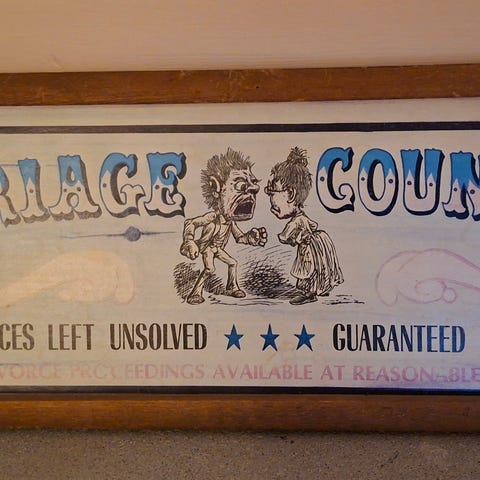 RIAGE COUN
CES LEFT UNSOLVED ★ ★ ★ GUARANTEED
VORCE PROCEEDINGS AVAILABLE AT REASONABLE